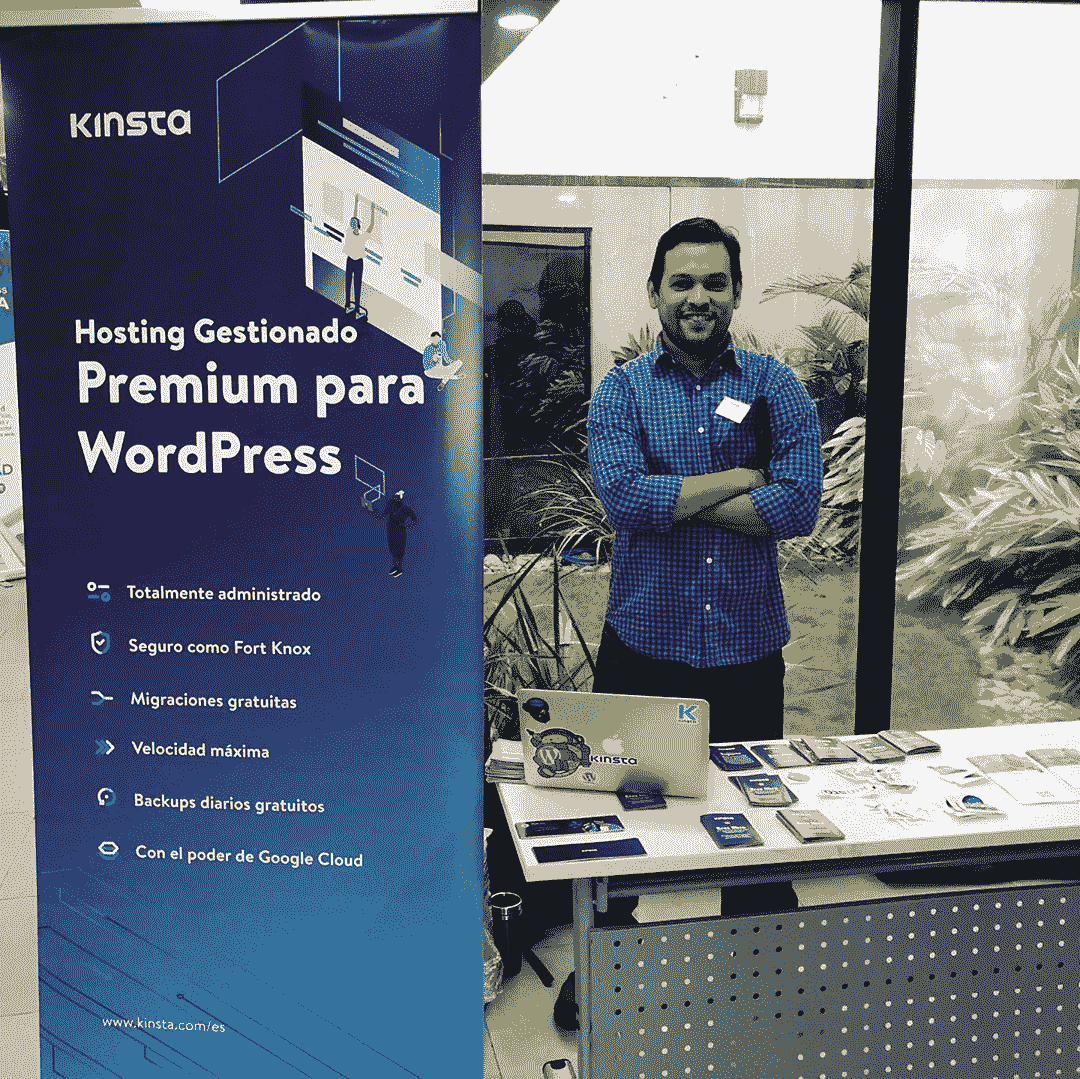 Kinsta
Hosting Gestionado
Premium para
WordPress
Totalmente administrado
Seguro como Fort Knox
Migraciones gratuitas
Velocidad máxima
Backups diarios gratuitos
Con el poder de Google Cloud
www.kinsta.com/es
K
Kinsta